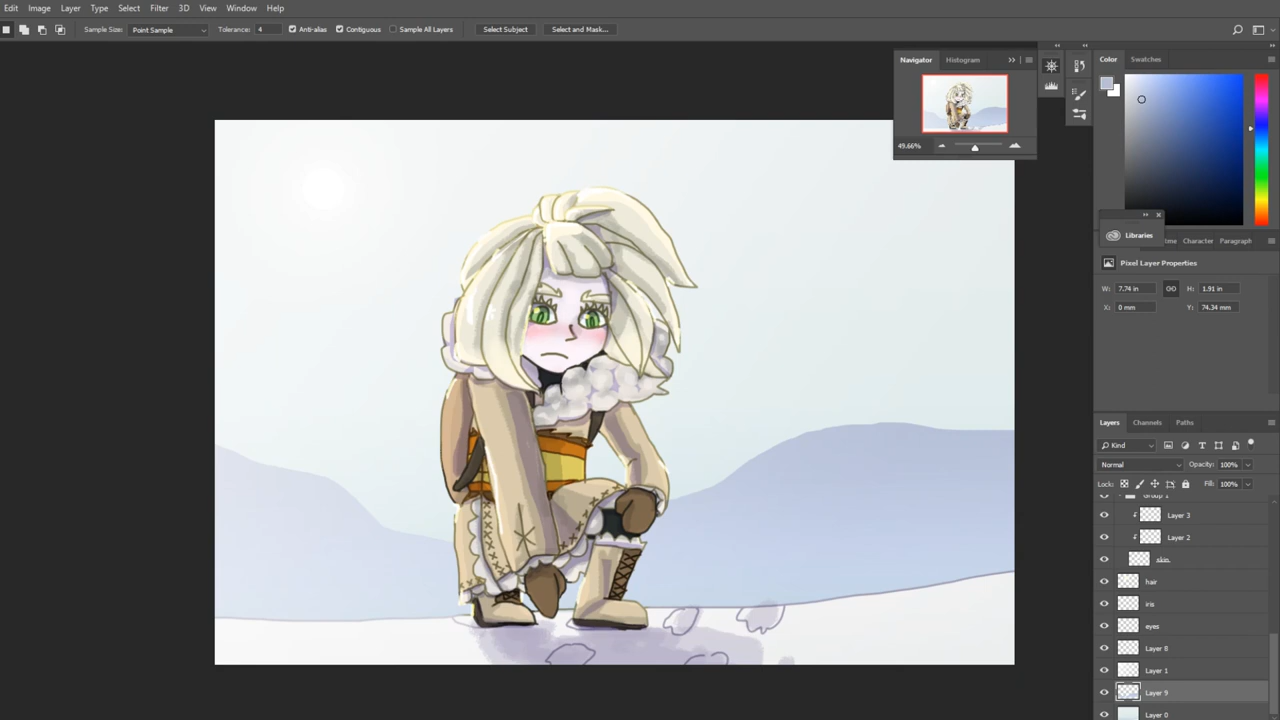 Edit Image Layer Type Select Filter 3D View Window Help
Sample Size: Point Sample Tolerance: 4 Anti-alias Contiguous Sample All Layers Select Subject Select and Mask...
Navigator Histogram
49.66%
Color Swatches
Libraries
Character Paragraph
Pixel Layer Properties
W: 7.74 in H: 1.91 in
X: 0 mm Y: 74.34 mm
Layers Channels Paths
Kind
Normal Opacity: 100%
Lock: Fill: 100%
Group 1
Layer 3
Layer 2
skin
hair
iris
eyes
Layer 8
Layer 1
Layer 9
Layer 0